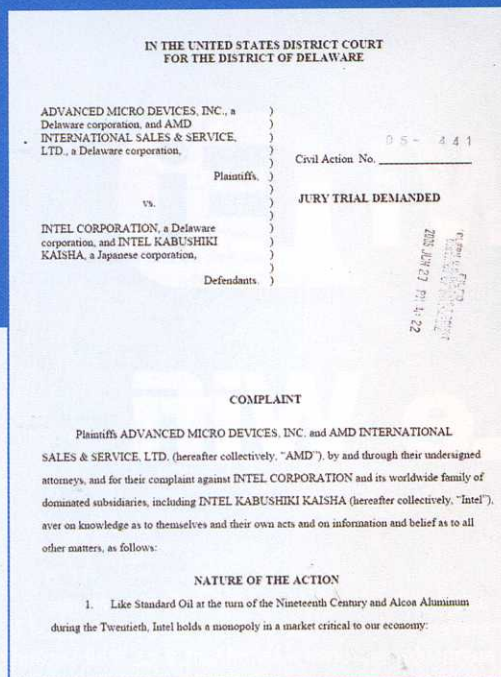 IN THE UNITED STATES DISTRICT COURT
FOR THE DISTRICT OF DELAWARE
ADVANCED MICRO DEVICES, INC., a
Delaware corporation, and AMD
INTERNATIONAL SALES & SERVICE,
LTD., a Delaware corporation,
Plaintiffs,
vs.
INTEL CORPORATION, a Delaware
corporation, and INTEL KABUSHIKI
KAISHA, a Japanese corporation,
Defendants.
)
)
)
)
)
)
)
)
)
)
)
)
)
05-441
Civil Action No.
JURY TRIAL DEMANDED
2005 JUN 27 PM 4:22
COMPLAINT
Plaintiffs ADVANCED MICRO DEVICES, INC. and AMD INTERNATIONAL
SALES & SERVICE, LTD. (hereafter collectively, "AMD"), by and through their undersigned
attorneys, and for their complaint against INTEL CORPORATION and its worldwide family of
dominated subsidiaries, including INTEL KABUSHIKI KAISHA (hereafter collectively, "Intel"),
aver on knowledge as to themselves and their own acts and on information and belief as to all
other matters, as follows:
NATURE OF THE ACTION
1. Like Standard Oil at the turn of the Nineteenth Century and Alcoa Aluminum
during the Twentieth, Intel holds a monopoly in a market critical to our economy: